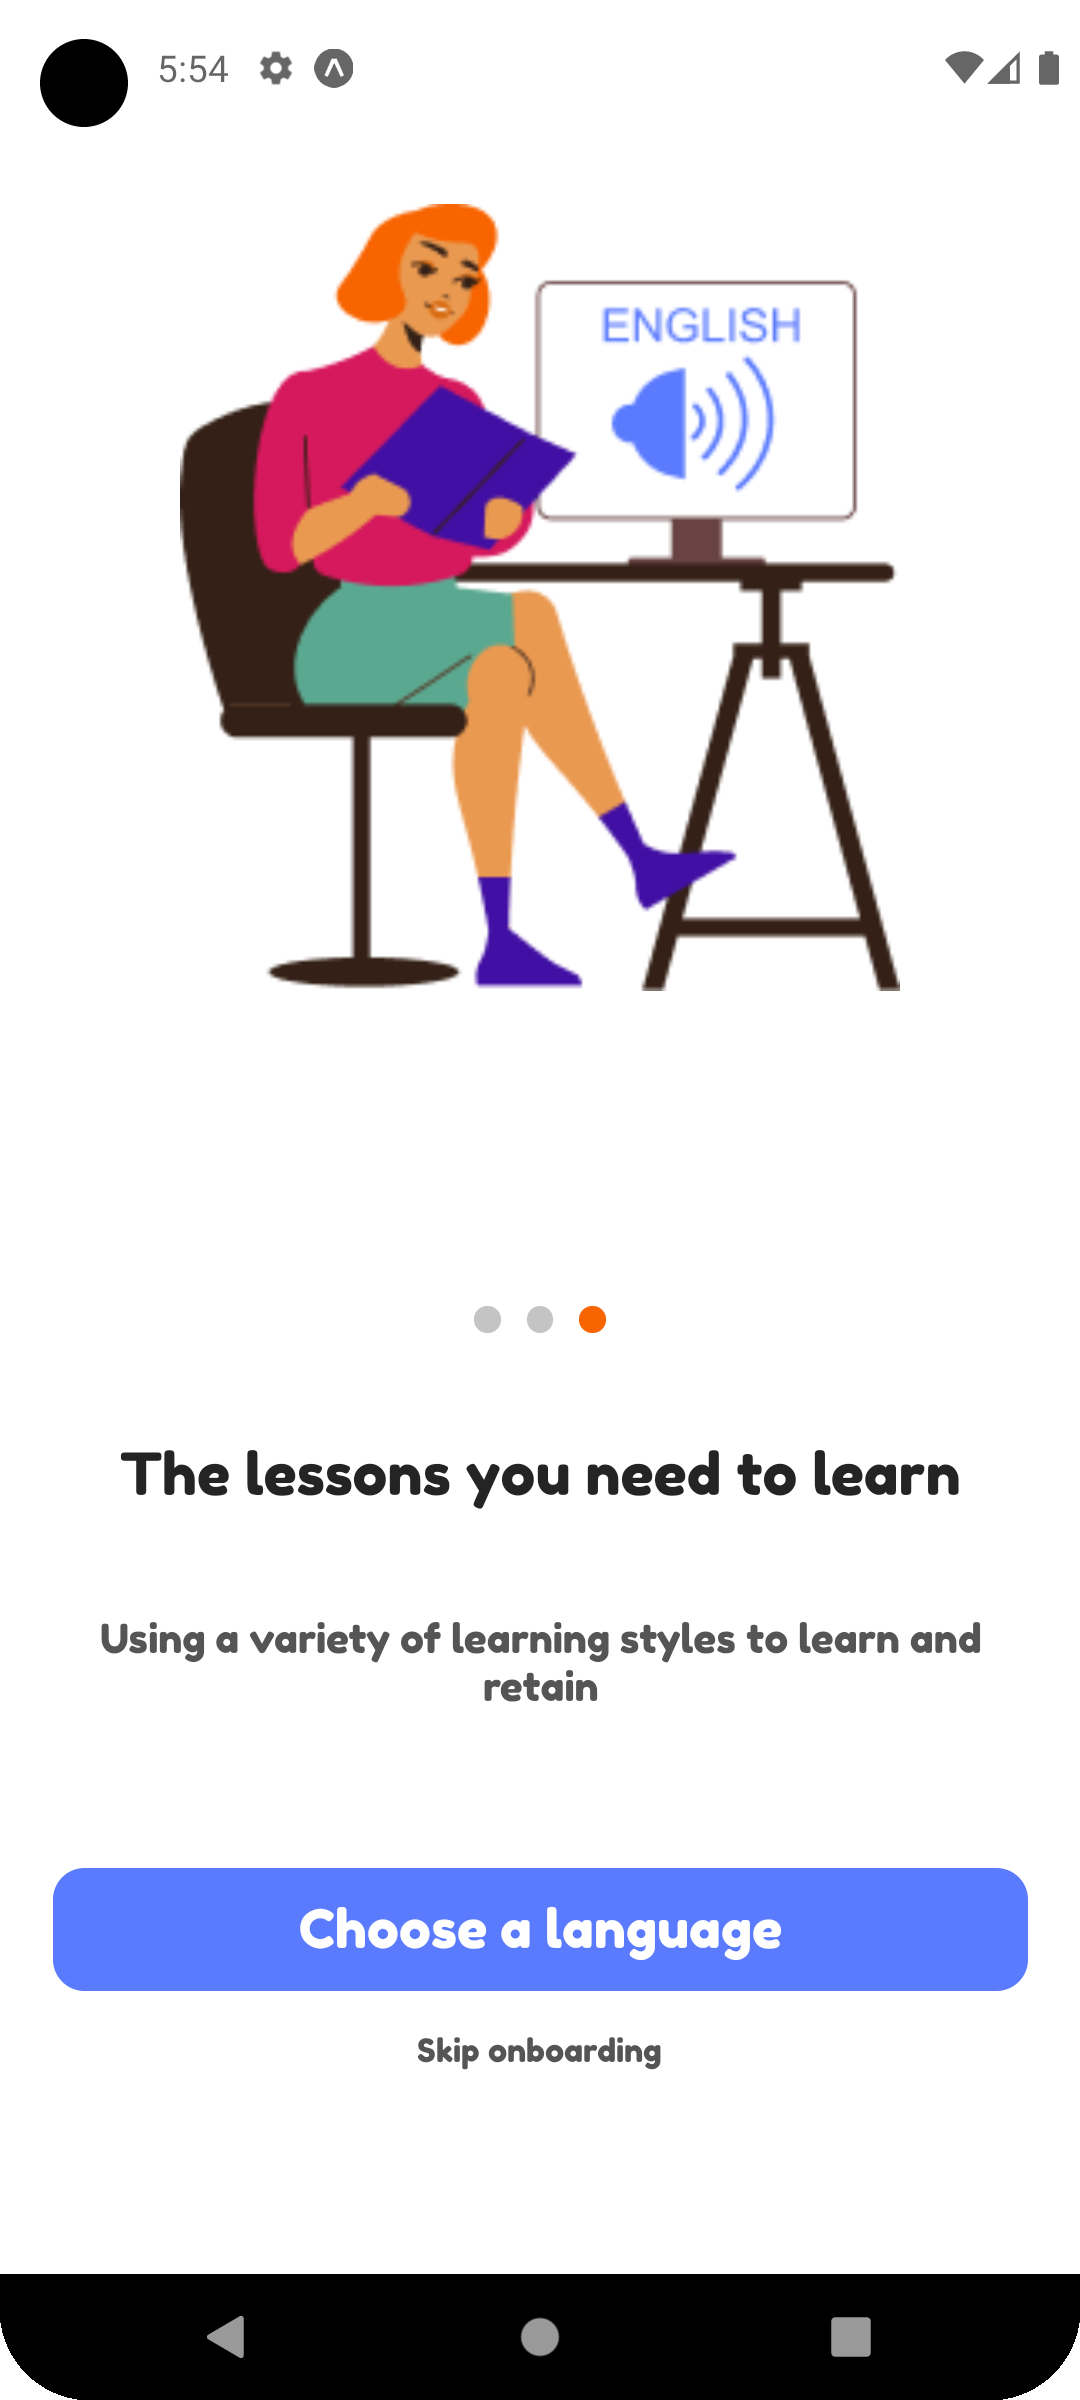 5:54
ENGLISH
The lessons you need to learn
Using a variety of learning styles to learn and
retain
Choose a language
Skip onboarding